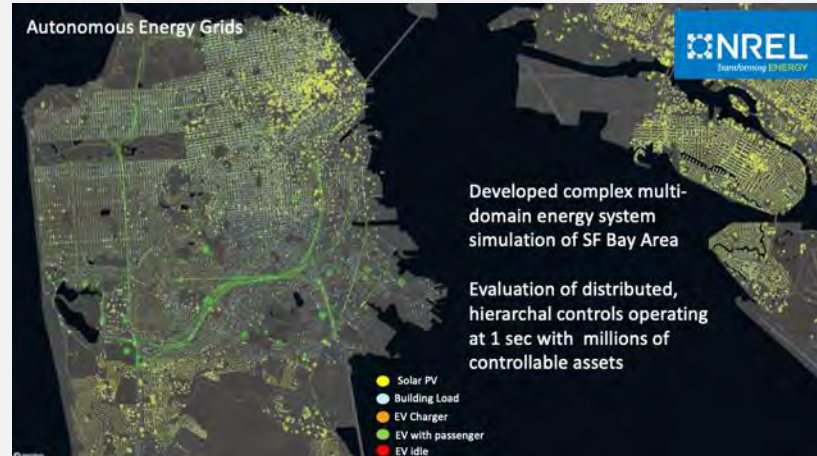 Autonomous Energy Grids
NREL
Transforming ENERGY
Developed complex multi-
domain energy system
simulation of SF Bay Area
Evaluation of distributed,
hierarchal controls operating
at 1 sec with millions of
controllable assets
Solar PV
Building Load
EV Charger
EV with passenger
EV idle